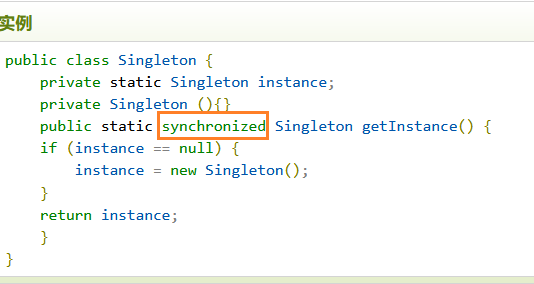 实例
public class Singleton {
private static Singleton instance;
private Singleton (){}
public static synchronized Singleton getInstance() {
if (instance == null) {
instance = new Singleton();
}
return instance;
}
}